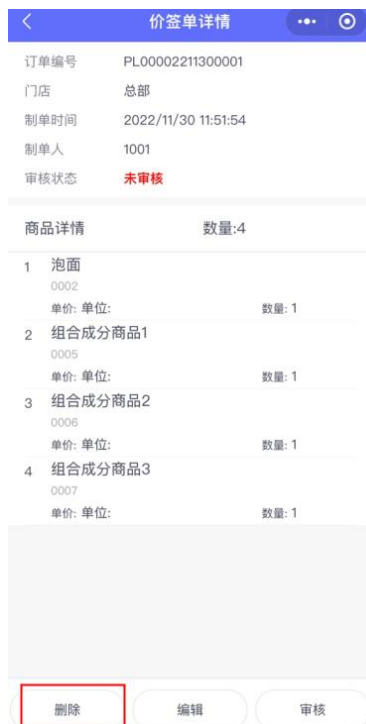 价签单详情
订单编号 PL00002211300001
门店 总部
制单时间 2022/11/30 11:51:54
制单人 1001
审核状态 未审核
商品详情 数量:4
1 泡面
0002
单价: 单位: 数量: 1
2 组合成分商品1
0005
单价: 单位: 数量: 1
3 组合成分商品2
0006
单价: 单位: 数量: 1
4 组合成分商品3
0007
单价: 单位: 数量: 1
删除 编辑 审核